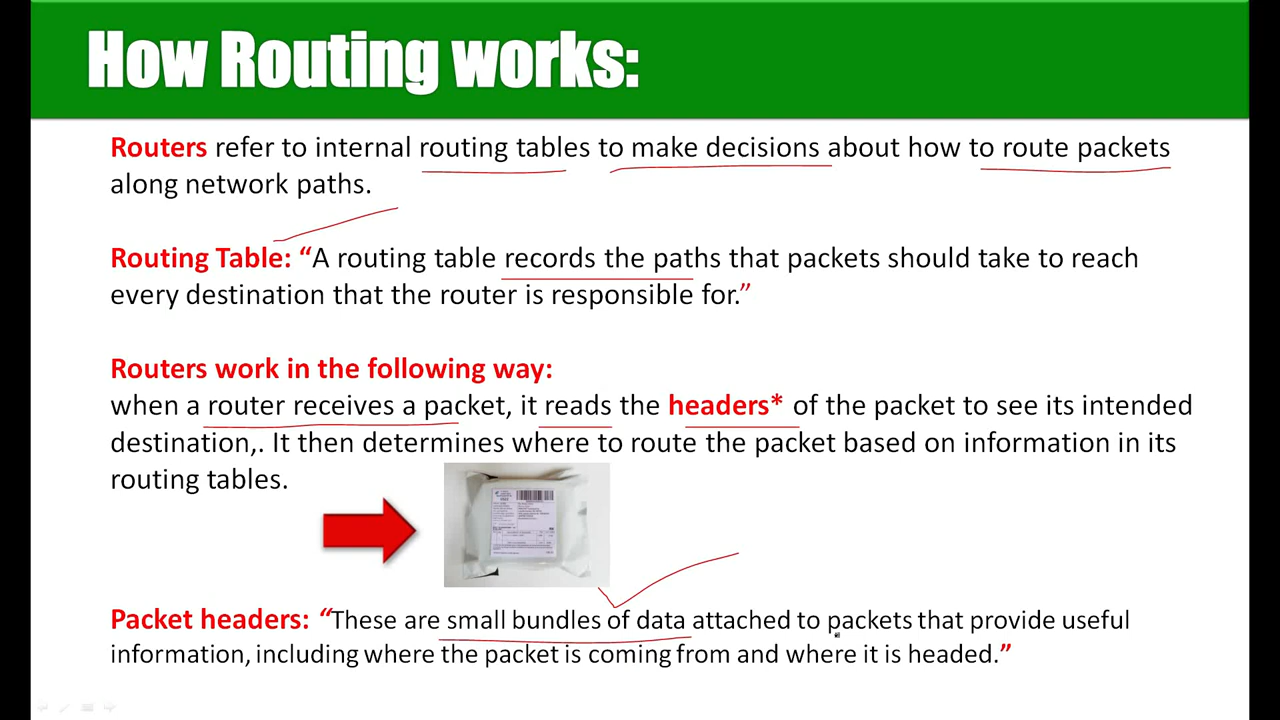 How Routing works:
Routers refer to internal routing tables to make decisions about how to route packets
along network paths.
Routing Table: “A routing table records the paths that packets should take to reach
every destination that the router is responsible for.”
Routers work in the following way:
when a router receives a packet, it reads the headers* of the packet to see its intended
destination,. It then determines where to route the packet based on information in its
routing tables.
Packet headers: “These are small bundles of data attached to packets that provide useful
information, including where the packet is coming from and where it is headed.”